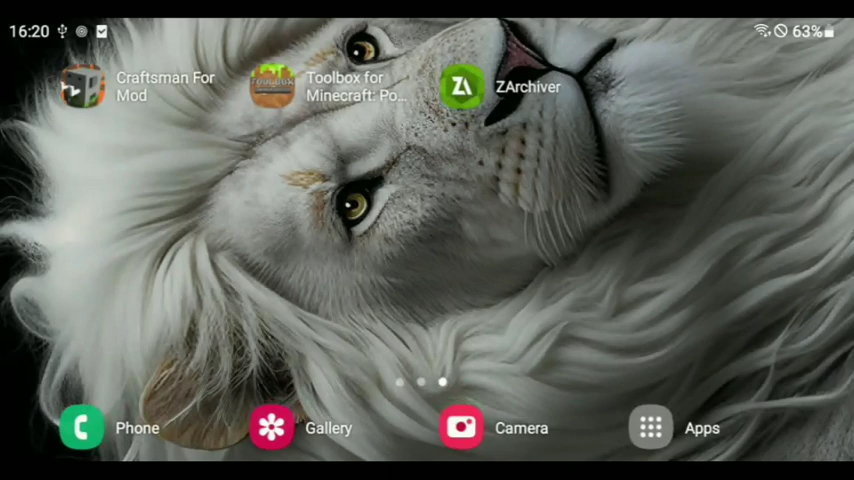 16:20
63%
Craftsman For
Mod
Toolbox for
Minecraft: Po...
ZArchiver
Phone
Gallery
Camera
Apps